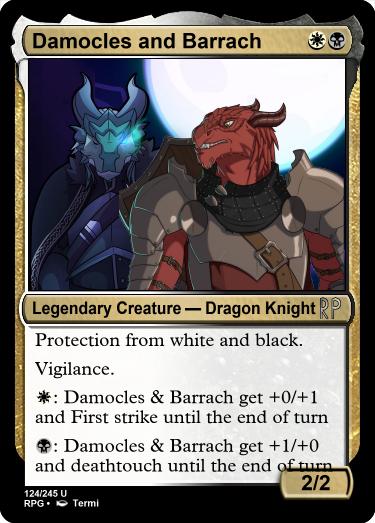 Damocles and Barrach
Legendary Creature — Dragon Knight RP
Protection from white and black.
Vigilance.
: Damocles & Barrach get +0/+1
and First strike until the end of turn
: Damocles & Barrach get +1/+0
and deathtouch until the end of turn
2/2
124/245 U
RPG • Termi